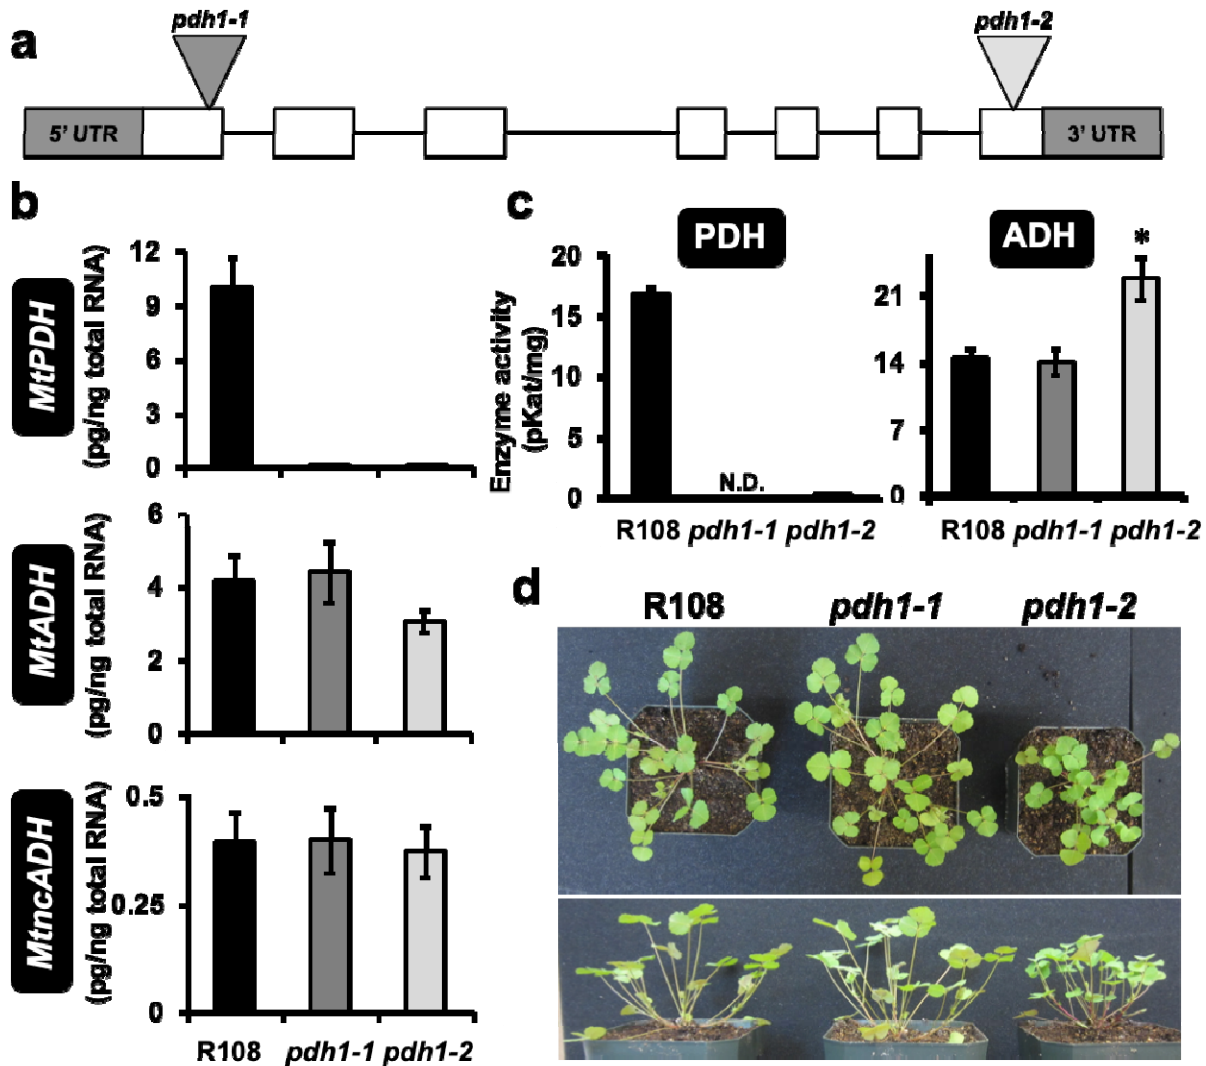 a
pdh1-1
pdh1-2
5’ UTR
3’ UTR
b
MtPDH
(pg/ng total RNA)
12
9
6
3
0
MtADH
(pg/ng total RNA)
6
4
2
0
MtncADH
(pg/ng total RNA)
0.5
0.25
0
R108 pdh1-1 pdh1-2
c
PDH
Enzyme activity
(pKat/mg)
20
15
10
5
0
N.D.
R108 pdh1-1 pdh1-2
ADH
*
21
14
7
0
R108 pdh1-1 pdh1-2
d
R108 pdh1-1 pdh1-2